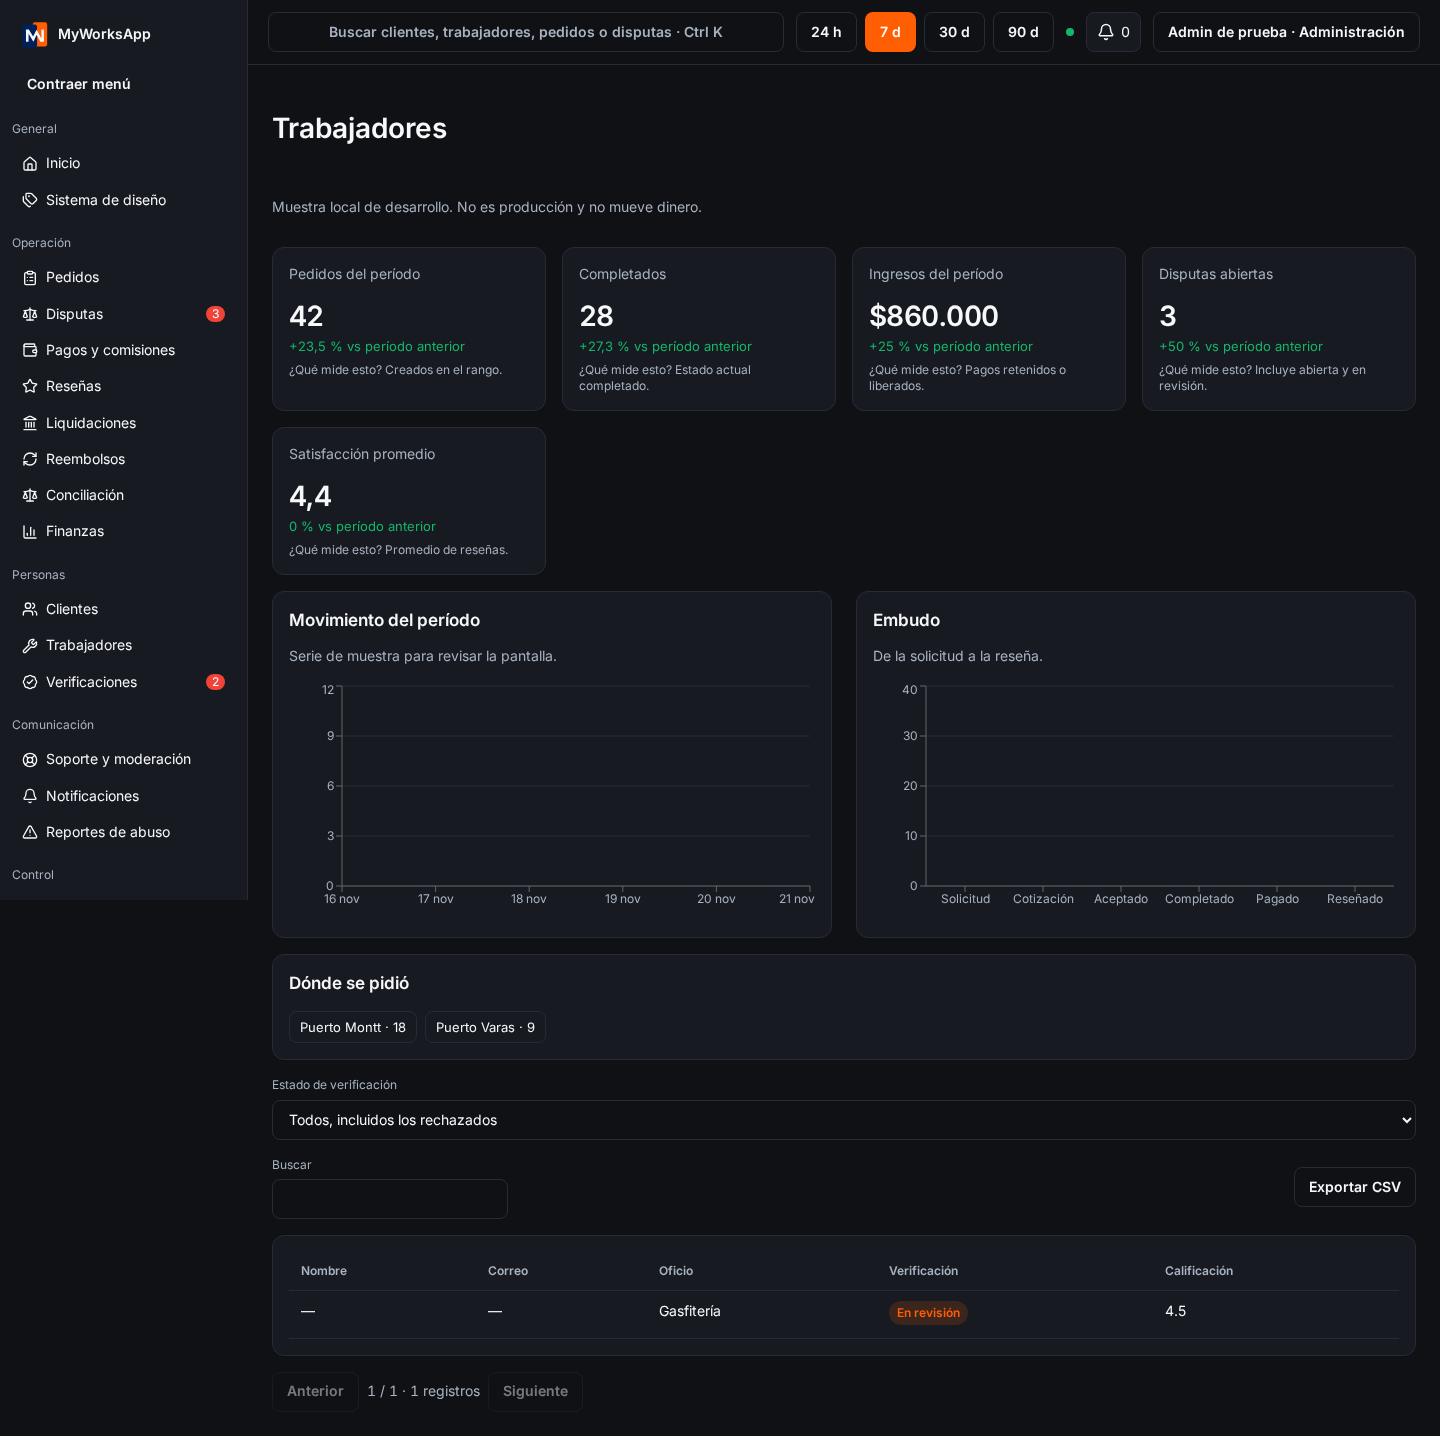 MyWorksApp
Contraer menú
General
Inicio
Sistema de diseño
Operación
Pedidos
Disputas 3
Pagos y comisiones
Reseñas
Liquidaciones
Reembolsos
Conciliación
Finanzas
Personas
Clientes
Trabajadores
Verificaciones 2
Comunicación
Soporte y moderación
Notificaciones
Reportes de abuso
Control
Buscar clientes, trabajadores, pedidos o disputas · Ctrl K
24 h
7 d
30 d
90 d
0
Admin de prueba · Administración
Trabajadores
Muestra local de desarrollo. No es producción y no mueve dinero.
Pedidos del período
42
+23,5 % vs período anterior
¿Qué mide esto? Creados en el rango.
Completados
28
+27,3 % vs período anterior
¿Qué mide esto? Estado actual
completado.
Ingresos del período
$860.000
+25 % vs período anterior
¿Qué mide esto? Pagos retenidos o
liberados.
Disputas abiertas
3
+50 % vs período anterior
¿Qué mide esto? Incluye abierta y en
revisión.
Satisfacción promedio
4,4
0 % vs período anterior
¿Qué mide esto? Promedio de reseñas.
Movimiento del período
Serie de muestra para revisar la pantalla.
12
9
6
3
0
16 nov 17 nov 18 nov 19 nov 20 nov 21 nov
Embudo
De la solicitud a la reseña.
40
30
20
10
0
Solicitud Cotización Aceptado Completado Pagado Reseñado
Dónde se pidió
Puerto Montt · 18
Puerto Varas · 9
Estado de verificación
Todos, incluidos los rechazados
Buscar
Exportar CSV
Nombre Correo Oficio Verificación Calificación
— — Gasfitería En revisión 4.5
Anterior 1 / 1 · 1 registros Siguiente